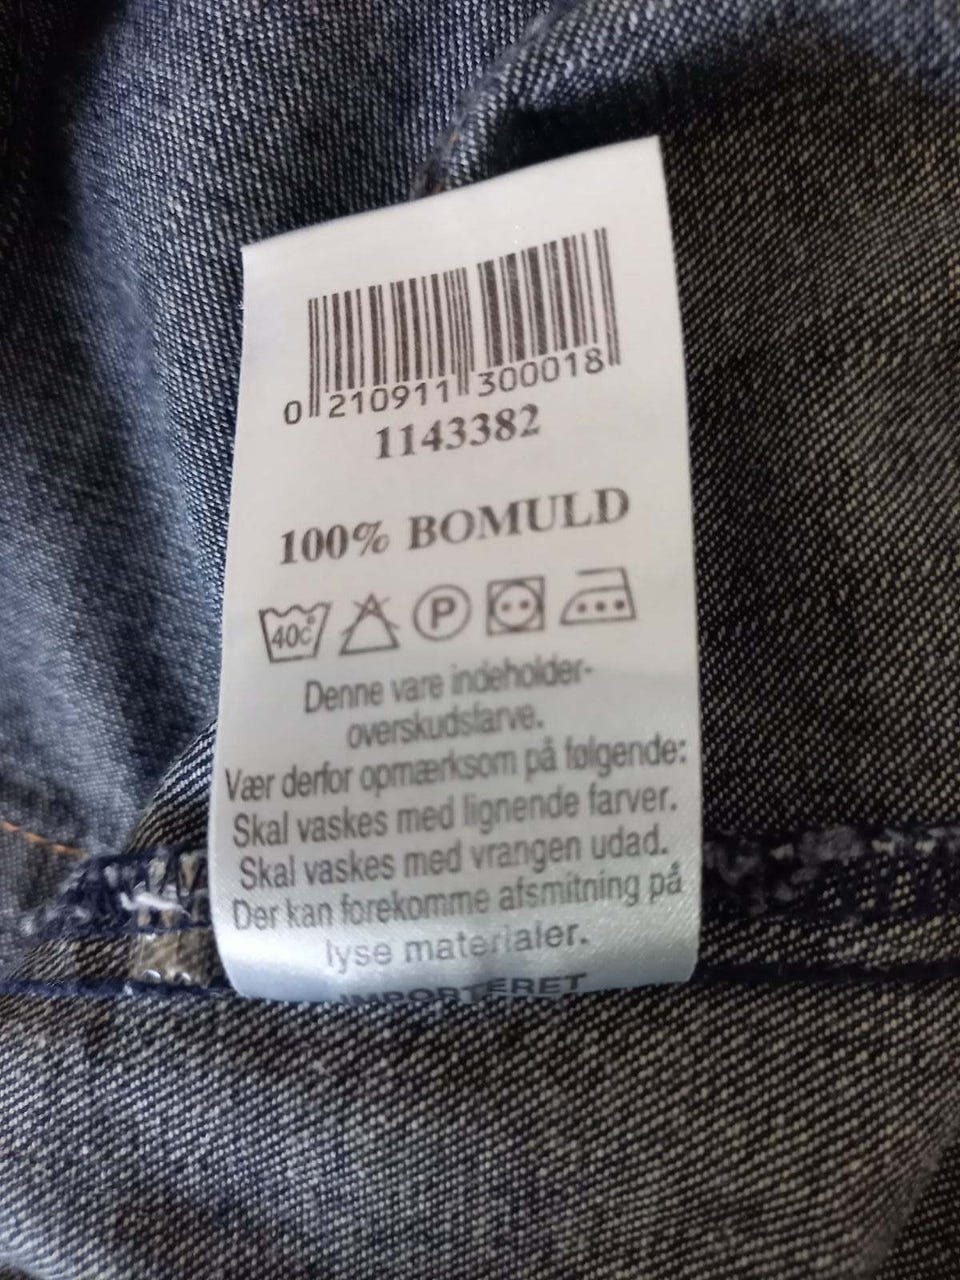 0 210911 300018
1143382
100% BOMULD
40c° P
Denne vare indeholder-
overskudsfarve.
Vær derfor opmærksom på følgende:
Skal vaskes med lignende farver.
Skal vaskes med vrangen udad.
Der kan forekomme afsmitning på
lyse materialer.
IMPORTERET